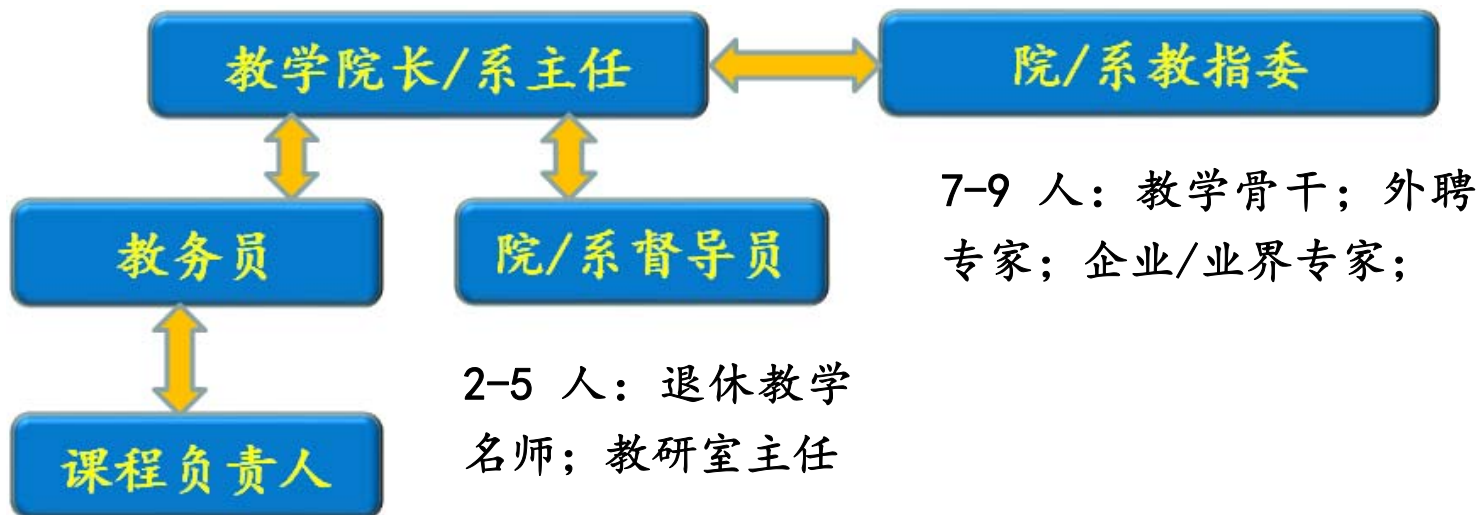 教学院长/系主任
院/系教指委
7-9 人：教学骨干；外聘
专家；企业/业界专家；
教务员
院/系督导员
2-5 人：退休教学
名师；教研室主任
课程负责人